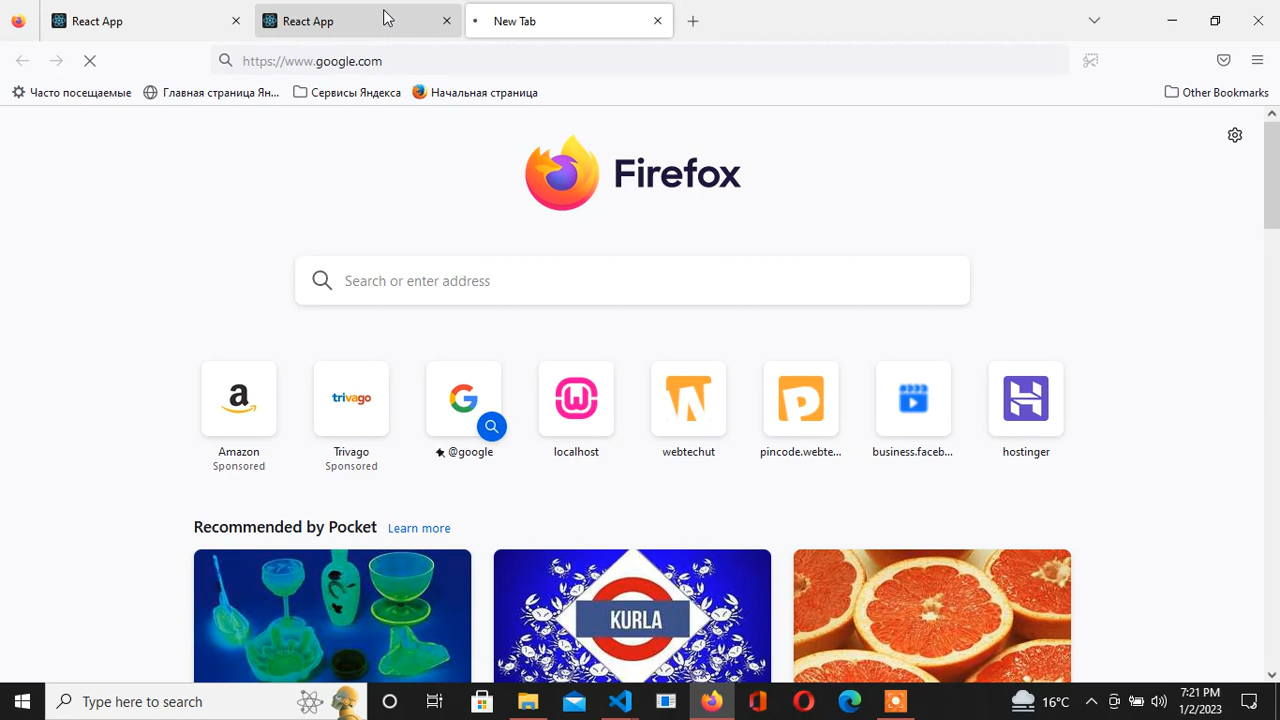 React App
React App
New Tab
https://www.google.com
Часто посещаемые
Главная страница Ян...
Сервисы Яндекса
Начальная страница
Other Bookmarks
Firefox
Search or enter address
a
trivago
G
W
Amazon
Sponsored
Trivago
Sponsored
@google
localhost
webtechut
pincode.webte...
business.faceb...
hostinger
Recommended by Pocket
Learn more
KURLA
Type here to search
16°C
7:21 PM
1/2/2023